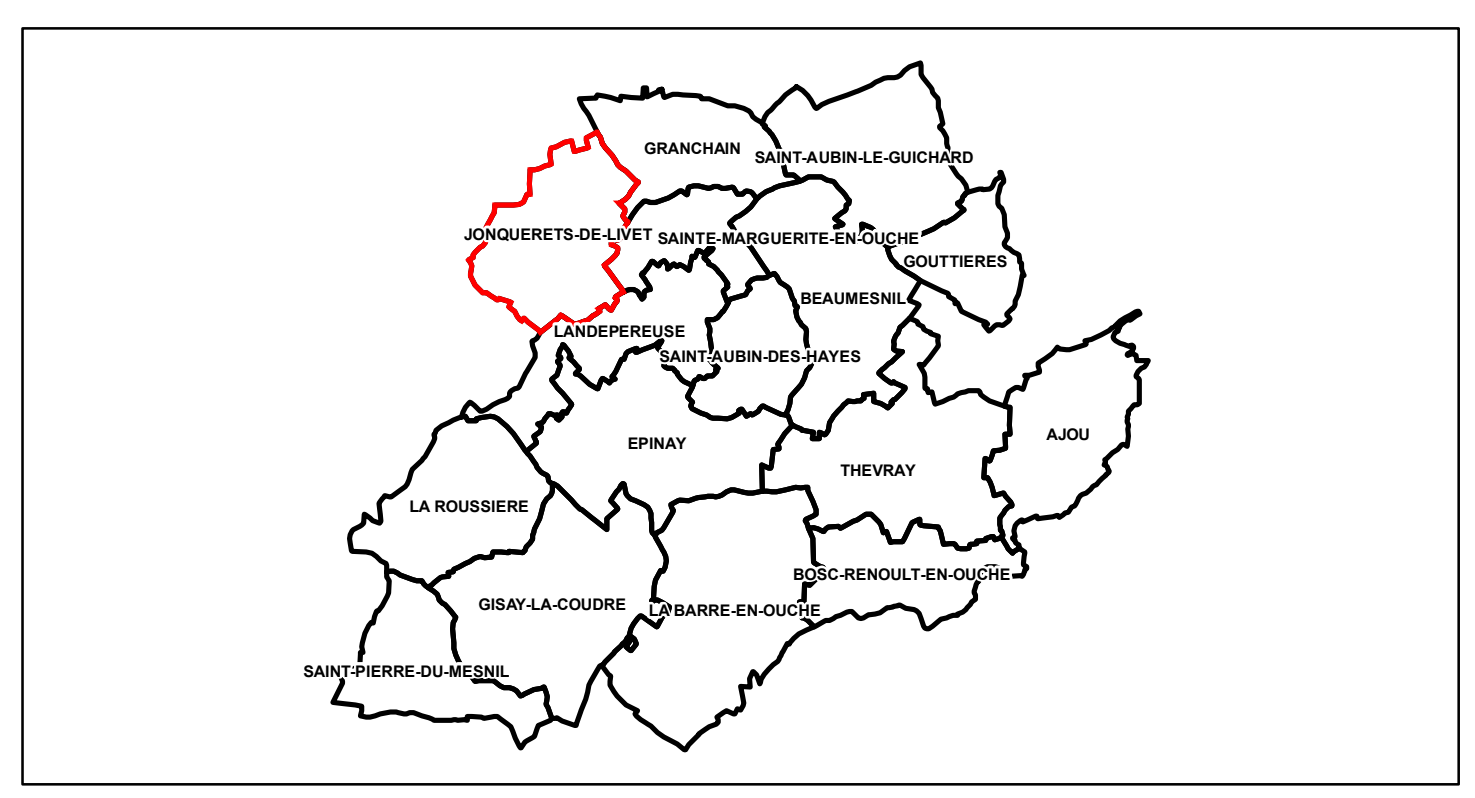 GRANCHAIN
SAINT-AUBIN-LE-GUICHARD
JONQUERETS-DE-LIVET
SAINTE-MARGUERITE-EN-OUCHE
GOUTTIERES
BEAUMESNIL
LANDEPEREUSE
SAINT-AUBIN-DES-HAYES
AJOU
EPINAY
THEVRAY
LA ROUSSIERE
BOSC-RENOULT-EN-OUCHE
GISAY-LA-COUDRE
LA BARRE-EN-OUCHE
SAINT-PIERRE-DU-MESNIL